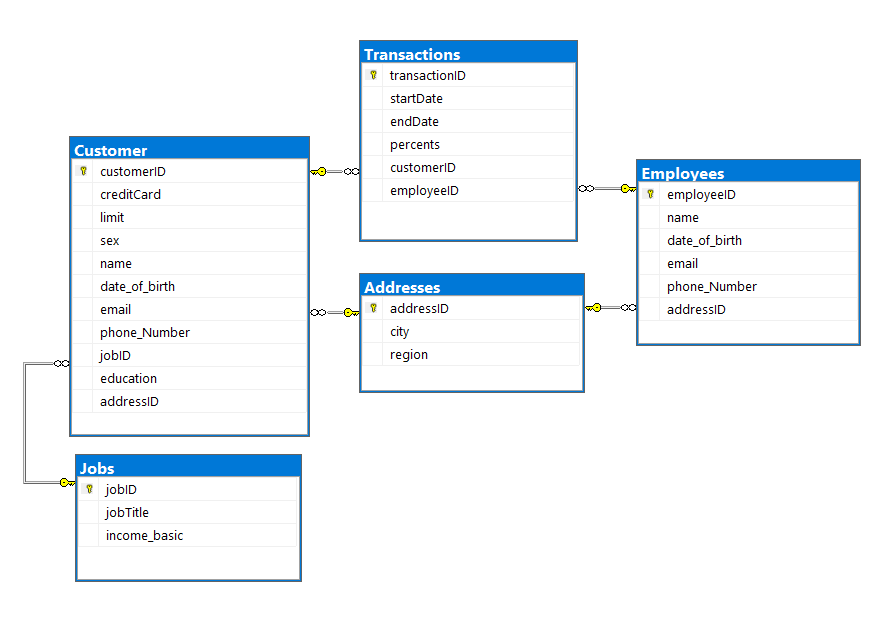 Transactions
transactionID
startDate
endDate
percents
customerID
employeeID
Customer
customerID
creditCard
limit
sex
name
date_of_birth
email
phone_Number
jobID
education
addressID
Employees
employeeID
name
date_of_birth
email
phone_Number
addressID
Addresses
addressID
city
region
Jobs
jobID
jobTitle
income_basic